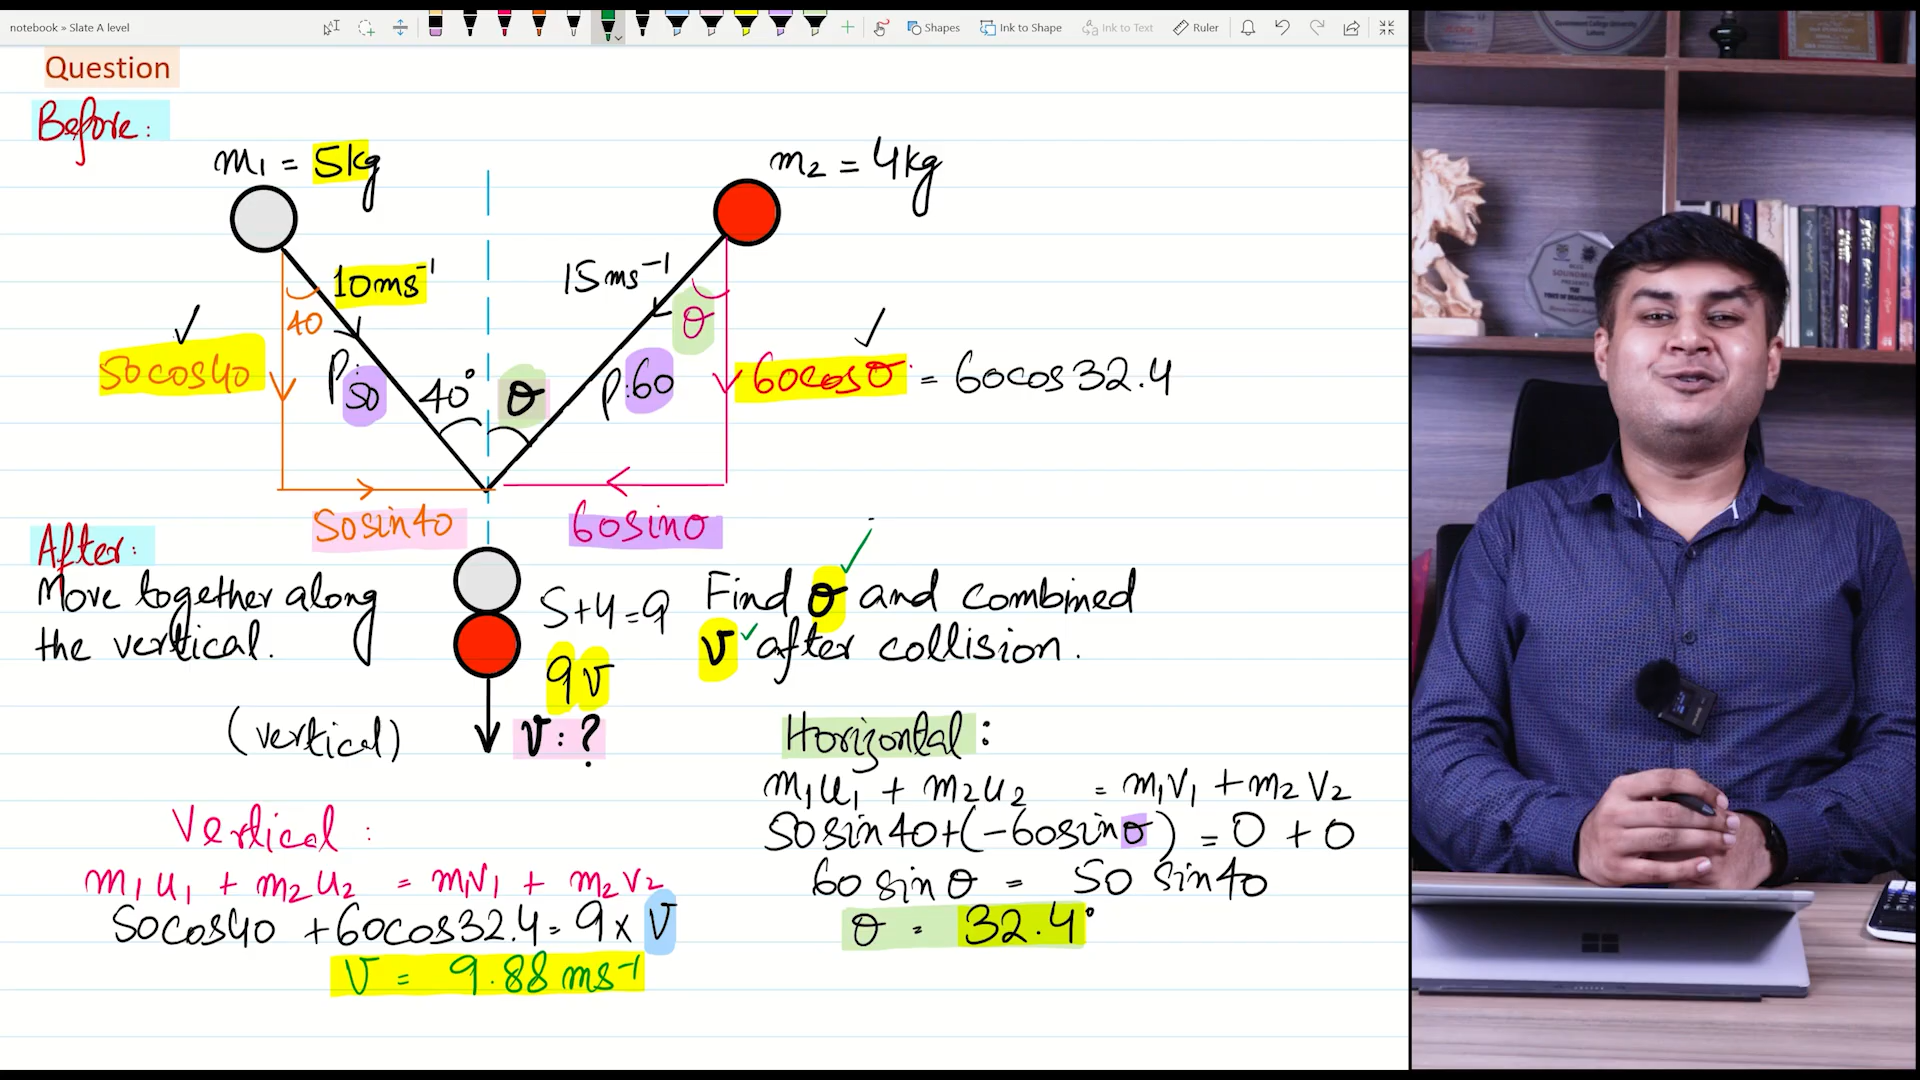 notebook » Slate A level
Shapes
Ink to Shape
Ink to Text
Ruler
Question
Before:
m₁ = 5kg
m₂ = 4kg
10ms⁻¹
15ms⁻¹
40
θ
50cos40
P:50
40°
θ
P:60
60cosθ = 60cos32.4
50sin40
60sinθ
After:
Move together along
the vertical.
5+4=9
9v
(vertical)
v:?
Find θ and combined
v after collision.
Horizontal:
m₁u₁ + m₂u₂ = m₁v₁ + m₂v₂
50sin40+(-60sinθ) = 0 + 0
60 sinθ = 50 sin40
θ = 32.4°
Vertical:
m₁u₁ + m₂u₂ = m₁v₁ + m₂v₂
50cos40 +60cos32.4=9×v
v = 9.88 ms⁻¹